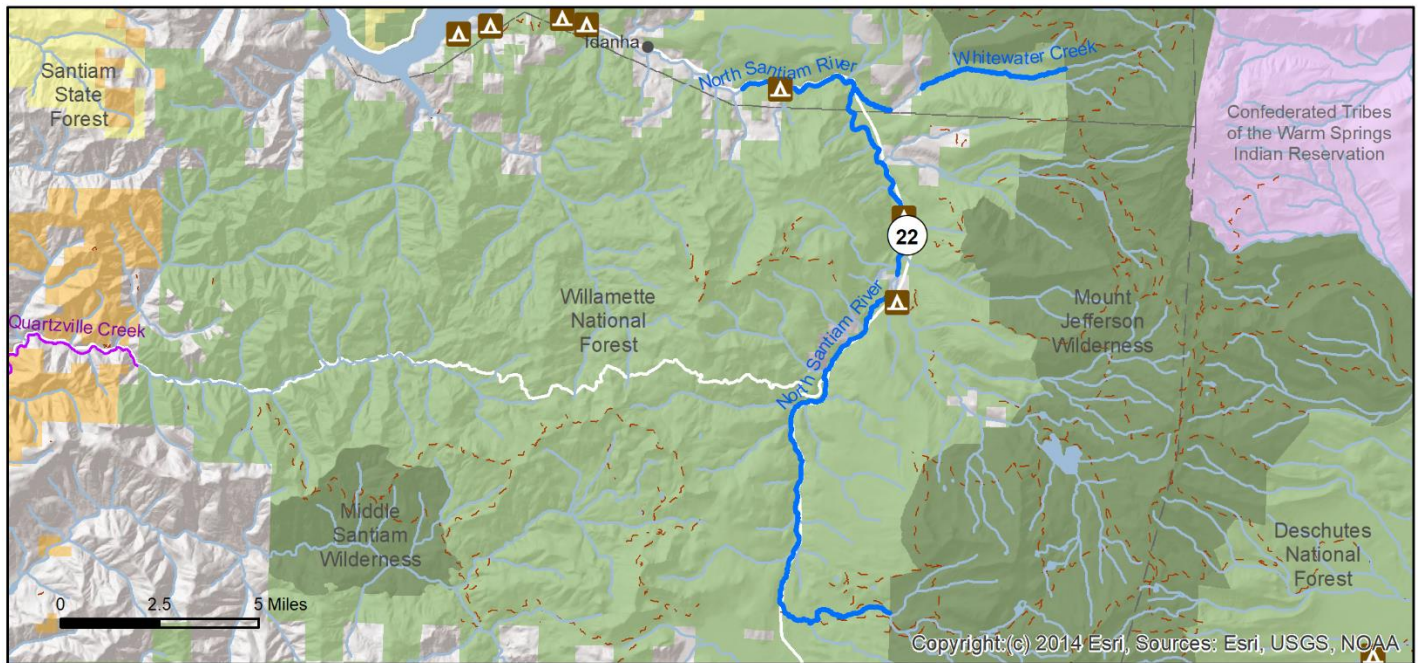 Idanha
Santiam
State
Forest
North Santiam River
Whitewater Creek
Confederated Tribes
of the Warm Springs
Indian Reservation
22
Quartzville Creek
Willamette
National
Forest
North Santiam River
Mount
Jefferson
Wilderness
Middle
Santiam
Wilderness
Deschutes
National
Forest
0 2.5 5 Miles
Copyright:(c) 2014 Esri, Sources: Esri, USGS, NOAA